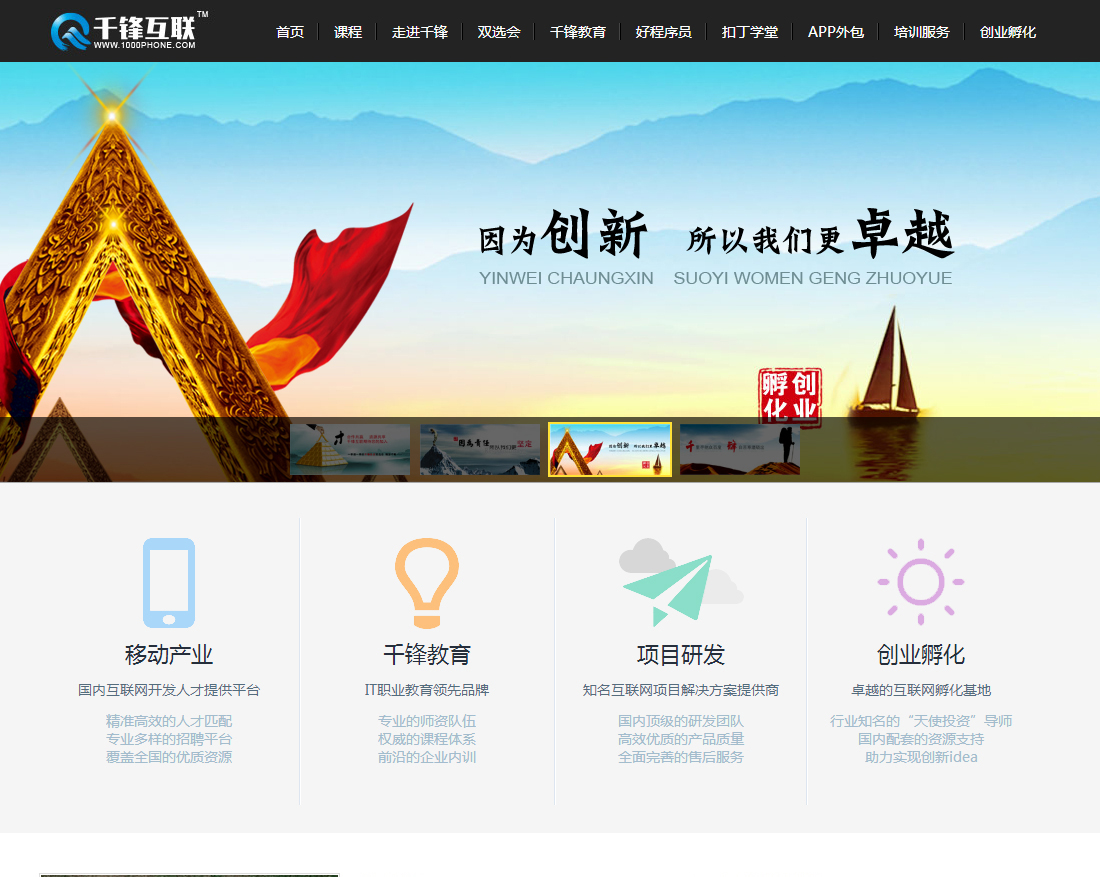 千锋互联TM
WWW.1000PHONE.COM
首页 课程 走进千锋 双选会 千锋教育 好程序员 扣丁学堂 APP外包 培训服务 创业孵化
因为创新 所以我们更卓越
YINWEI CHAUNGXIN SUOYI WOMEN GENG ZHUOYUE
创业孵化
因为创新 所以我们更卓越
移动产业
国内互联网开发人才提供平台
精准高效的人才匹配
专业多样的招聘平台
覆盖全国的优质资源
千锋教育
IT职业教育领先品牌
专业的师资队伍
权威的课程体系
前沿的企业内训
项目研发
知名互联网项目解决方案提供商
国内顶级的研发团队
高效优质的产品质量
全面完善的售后服务
创业孵化
卓越的互联网孵化基地
行业知名的“天使投资”导师
国内配套的资源支持
助力实现创新idea